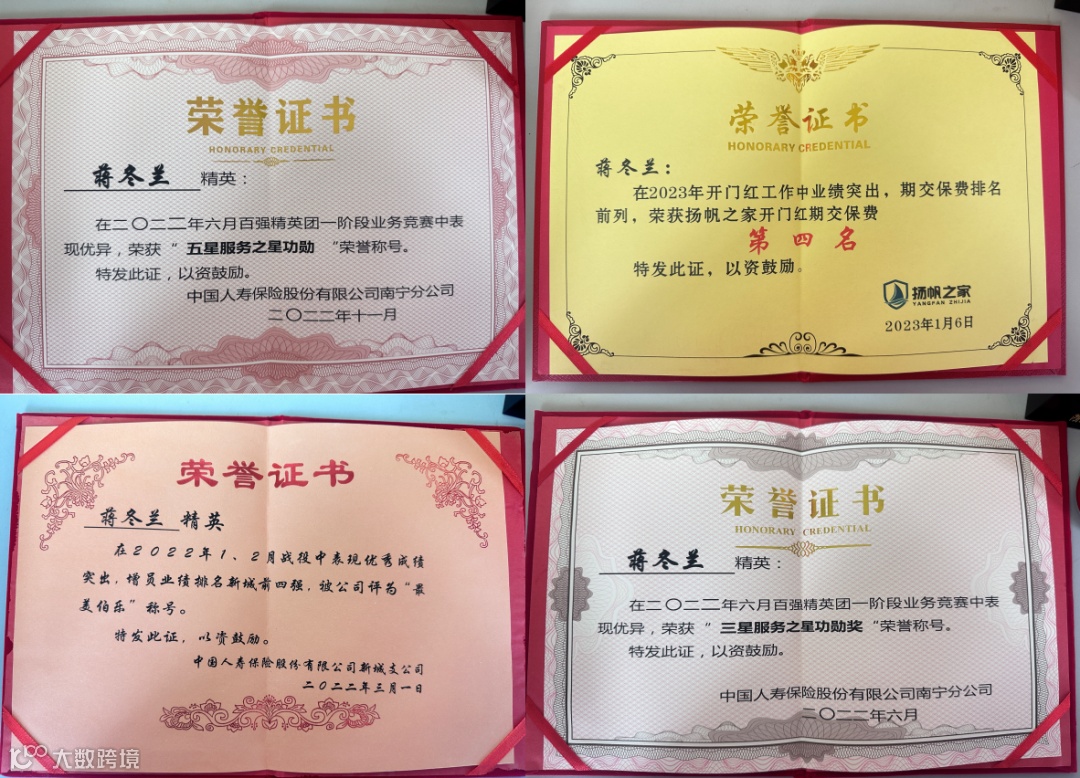 荣誉证书
HONORARY CREDENTIAL
蒋冬兰 精英：
在二〇二二年六月百强精英团一阶段业务竞赛中表
现优异，荣获“ 五星服务之星功勋 ”荣誉称号。
特发此证，以资鼓励。
中国人寿保险股份有限公司南宁分公司
二〇二二年十一月
荣誉证书
HONORARY CREDENTIAL
蒋冬兰：
在2023年开门红工作中业绩突出，期交保费排名
前列，荣获扬帆之家开门红期交保费
第四名
特发此证，以资鼓励。
扬帆之家
YANGFAN ZHIJIA
2023年1月6日
荣誉证书
蒋冬兰 精英
在2022年1、2月战役中表现优秀成绩
突出，增员业绩排名新城前四强，被公司评为“最
美伯乐”称号。
特发此证，以资鼓励。
中国人寿保险股份有限公司新城支公司
二〇二二年三月一日
荣誉证书
HONORARY CREDENTIAL
蒋冬兰 精英：
在二〇二二年六月百强精英团一阶段业务竞赛中表
现优异，荣获“ 三星服务之星功勋奖 ”荣誉称号。
特发此证，以资鼓励。
中国人寿保险股份有限公司南宁分公司
二〇二二年六月
大数跨境